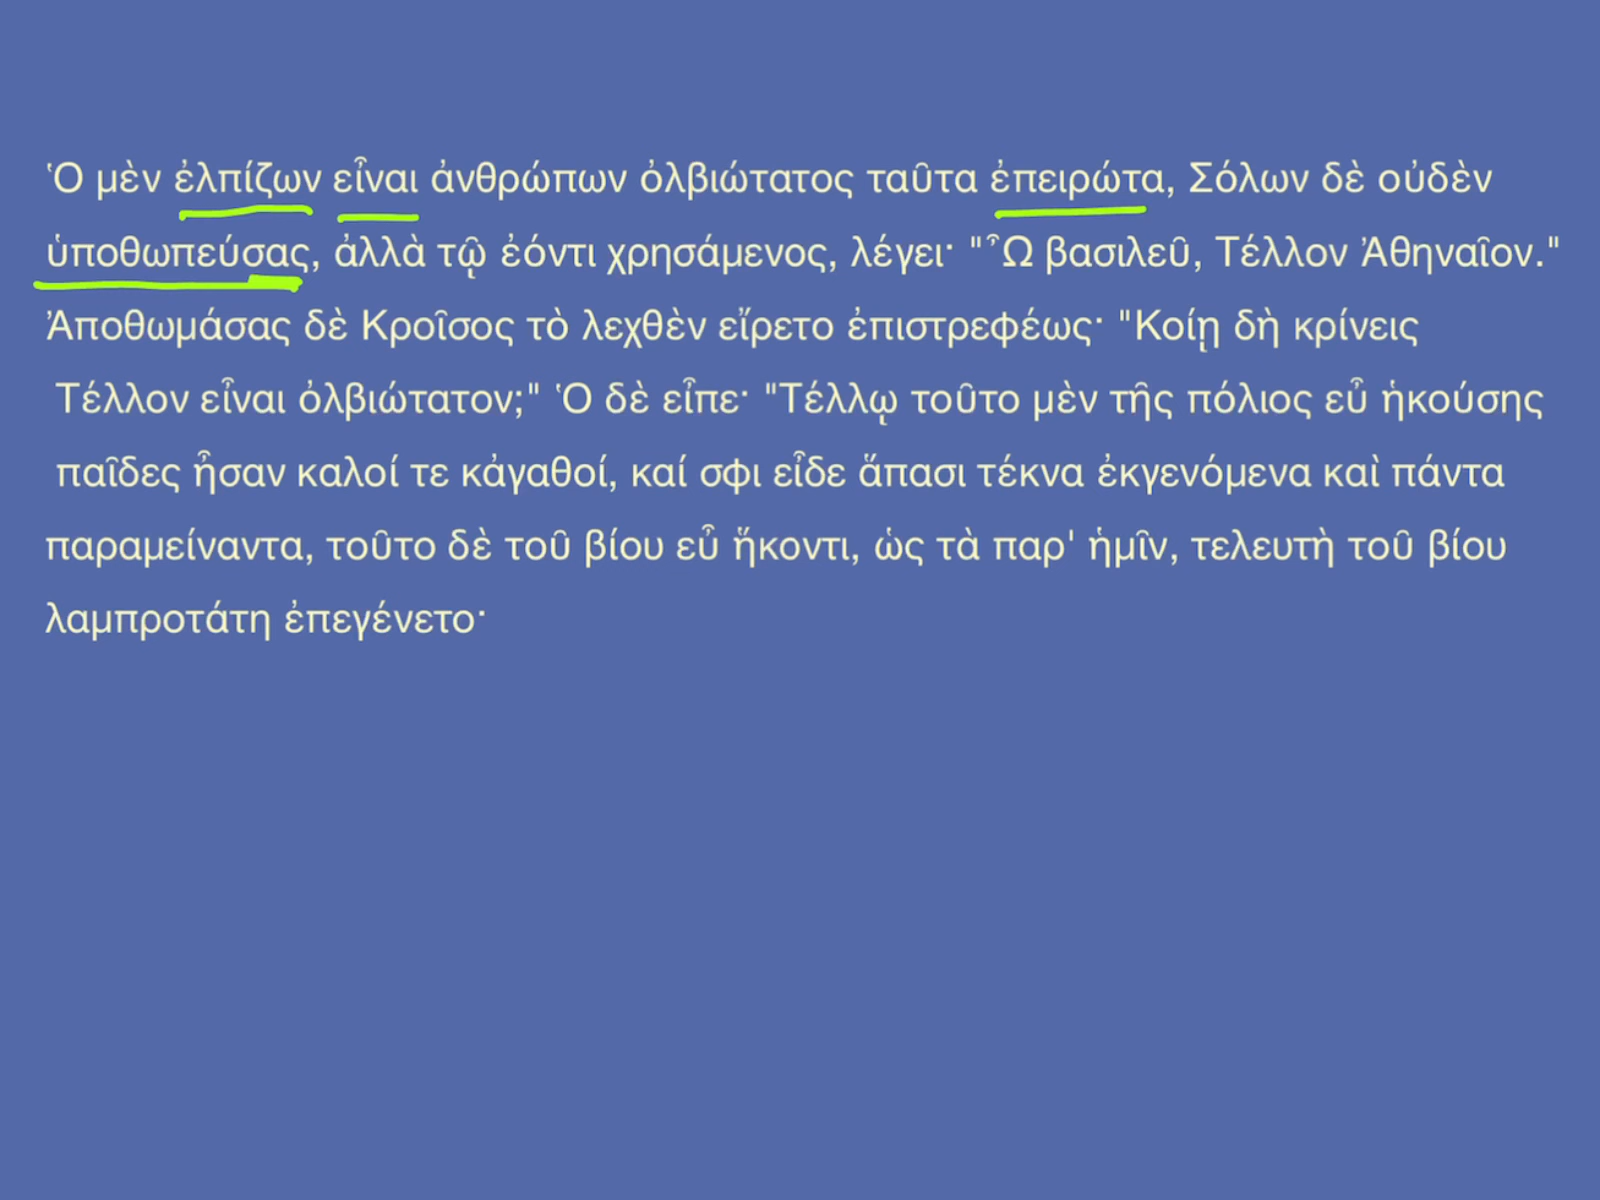 Ὁ μὲν ἐλπίζων εἶναι ἀνθρώπων ὀλβιώτατος ταῦτα ἐπειρώτα, Σόλων δὲ οὐδὲν
ὑποθωπεύσας, ἀλλὰ τῷ ἐόντι χρησάμενος, λέγει· "Ὦ βασιλεῦ, Τέλλον Ἀθηναῖον."
Ἀποθωμάσας δὲ Κροῖσος τὸ λεχθὲν εἴρετο ἐπιστρεφέως· "Κοίῃ δὴ κρίνεις
Τέλλον εἶναι ὀλβιώτατον;" Ὁ δὲ εἶπε· "Τέλλῳ τοῦτο μὲν τῆς πόλιος εὖ ἡκούσης
παῖδες ἦσαν καλοί τε κἀγαθοί, καί σφι εἶδε ἅπασι τέκνα ἐκγενόμενα καὶ πάντα
παραμείναντα, τοῦτο δὲ τοῦ βίου εὖ ἥκοντι, ὡς τὰ παρ' ἡμῖν, τελευτὴ τοῦ βίου
λαμπροτάτη ἐπεγένετο·